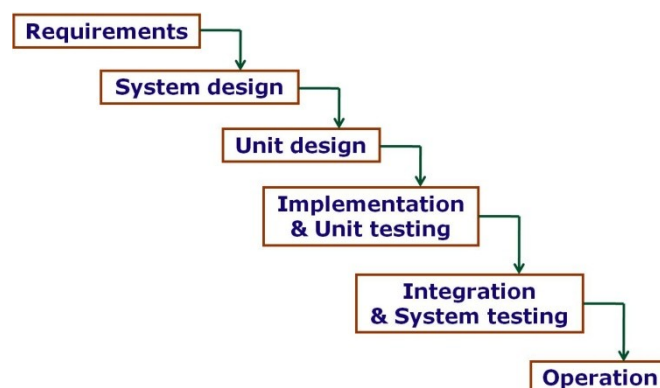 Requirements
System design
Unit design
Implementation
& Unit testing
Integration
& System testing
Operation